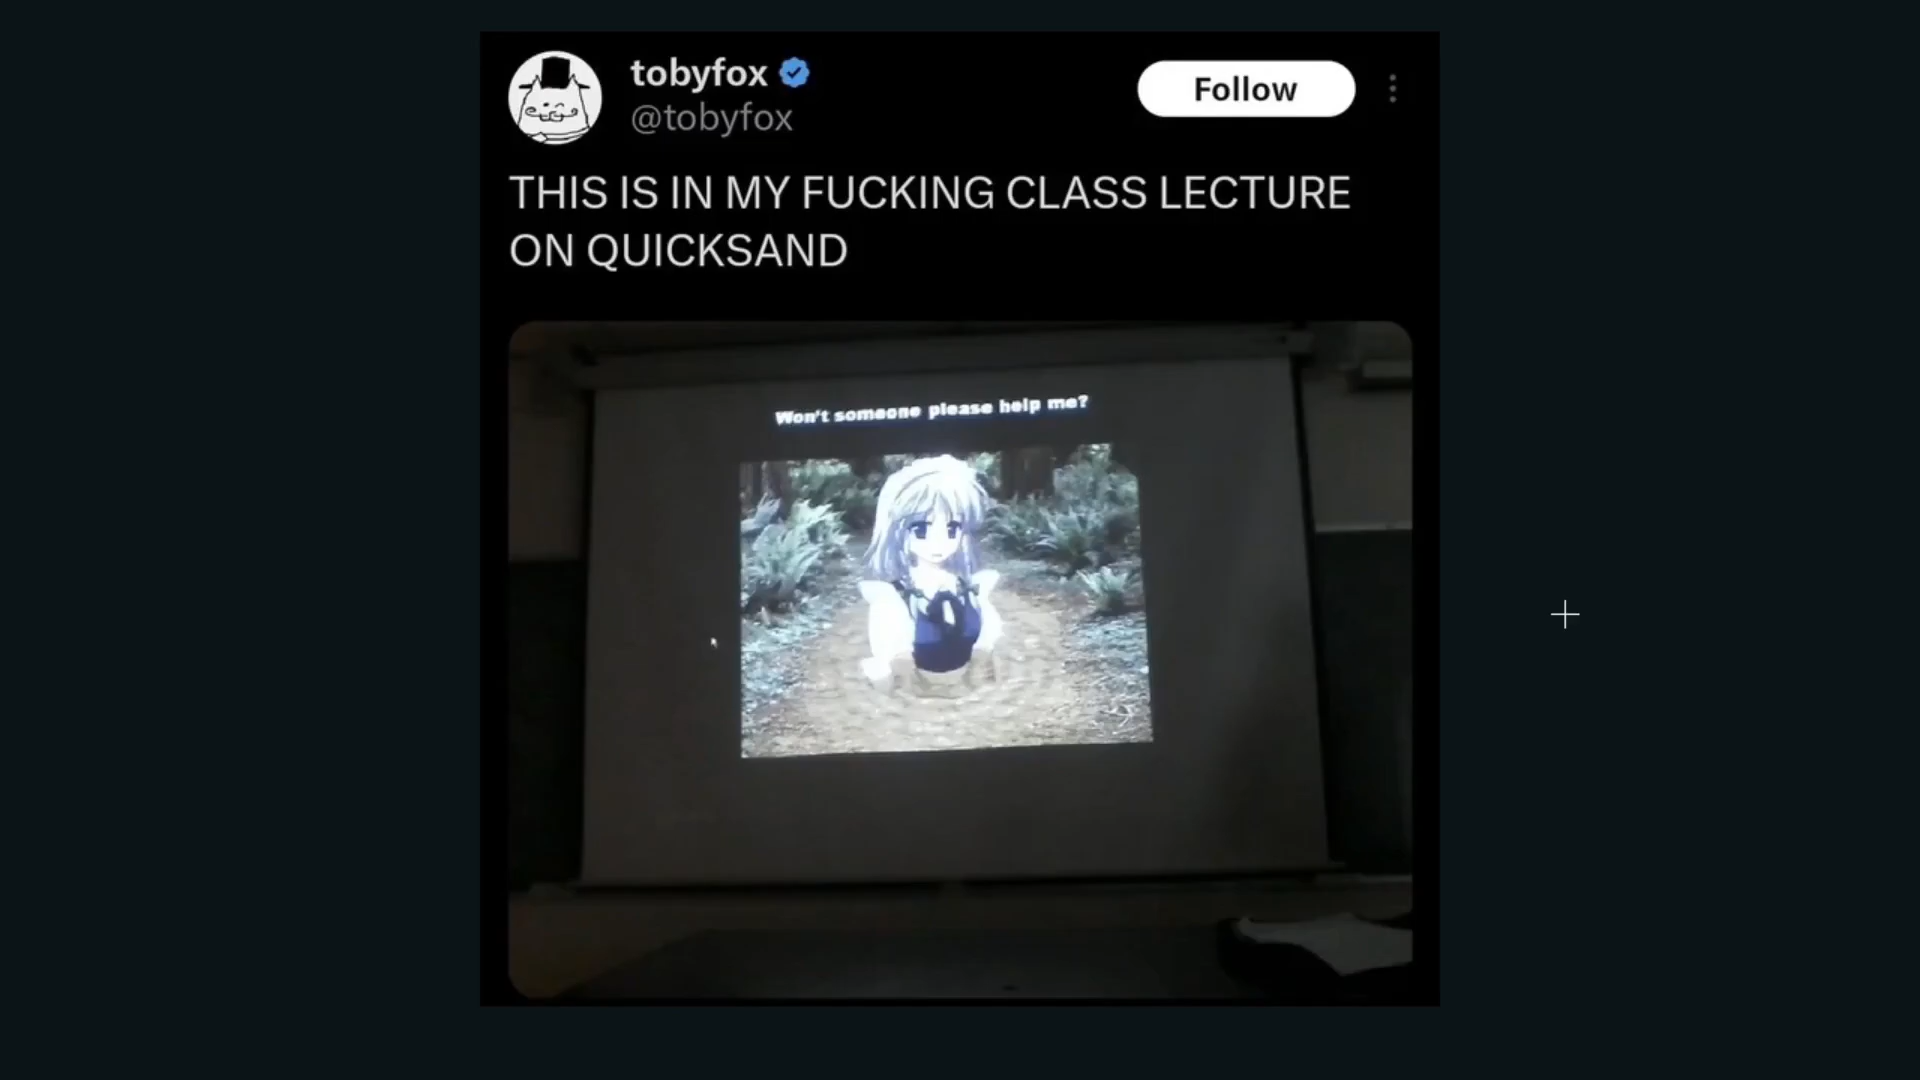 tobyfox
@tobyfox
Follow
THIS IS IN MY FUCKING CLASS LECTURE
ON QUICKSAND
Won't someone please help me?